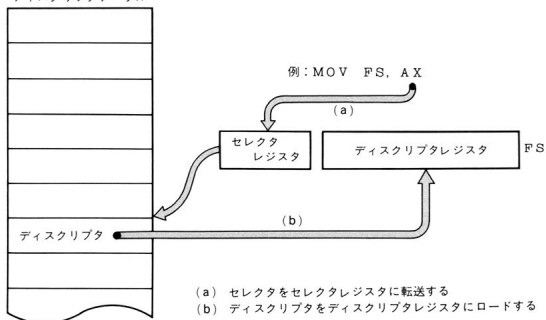 例：MOV FS, AX
(a)
セレクタ
レジスタ
ディスクリプタレジスタ
FS
(b)
ディスクリプタ
(a) セレクタをセレクタレジスタに転送する
(b) ディスクリプタをディスクリプタレジスタにロードする